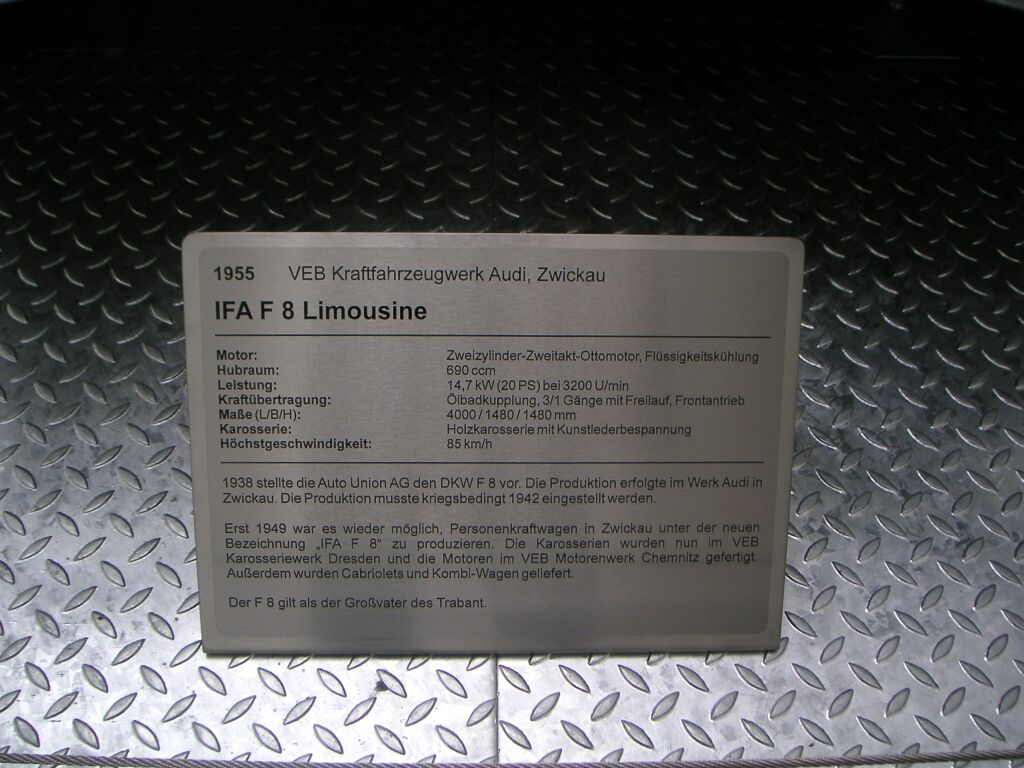 1955 VEB Kraftfahrzeugwerk Audi, Zwickau
IFA F 8 Limousine
Motor: Zweizylinder-Zweitakt-Ottomotor, Flüssigkeitskühlung
Hubraum: 690 ccm
Leistung: 14,7 kW (20 PS) bei 3200 U/min
Kraftübertragung: Ölbadkupplung, 3/1 Gänge mit Freilauf, Frontantrieb
Maße (L/B/H): 4000 / 1480 / 1480 mm
Karosserie: Holzkarosserie mit Kunstlederbespannung
Höchstgeschwindigkeit: 85 km/h
1938 stellte die Auto Union AG den DKW F 8 vor. Die Produktion erfolgte im Werk Audi in
Zwickau. Die Produktion musste kriegsbedingt 1942 eingestellt werden.
Erst 1949 war es wieder möglich, Personenkraftwagen in Zwickau unter der neuen
Bezeichnung „IFA F 8“ zu produzieren. Die Karosserien wurden nun im VEB
Karosseriewerk Dresden und die Motoren im VEB Motorenwerk Chemnitz gefertigt.
Außerdem wurden Cabriolets und Kombi-Wagen geliefert.
Der F 8 gilt als der Großvater des Trabant.